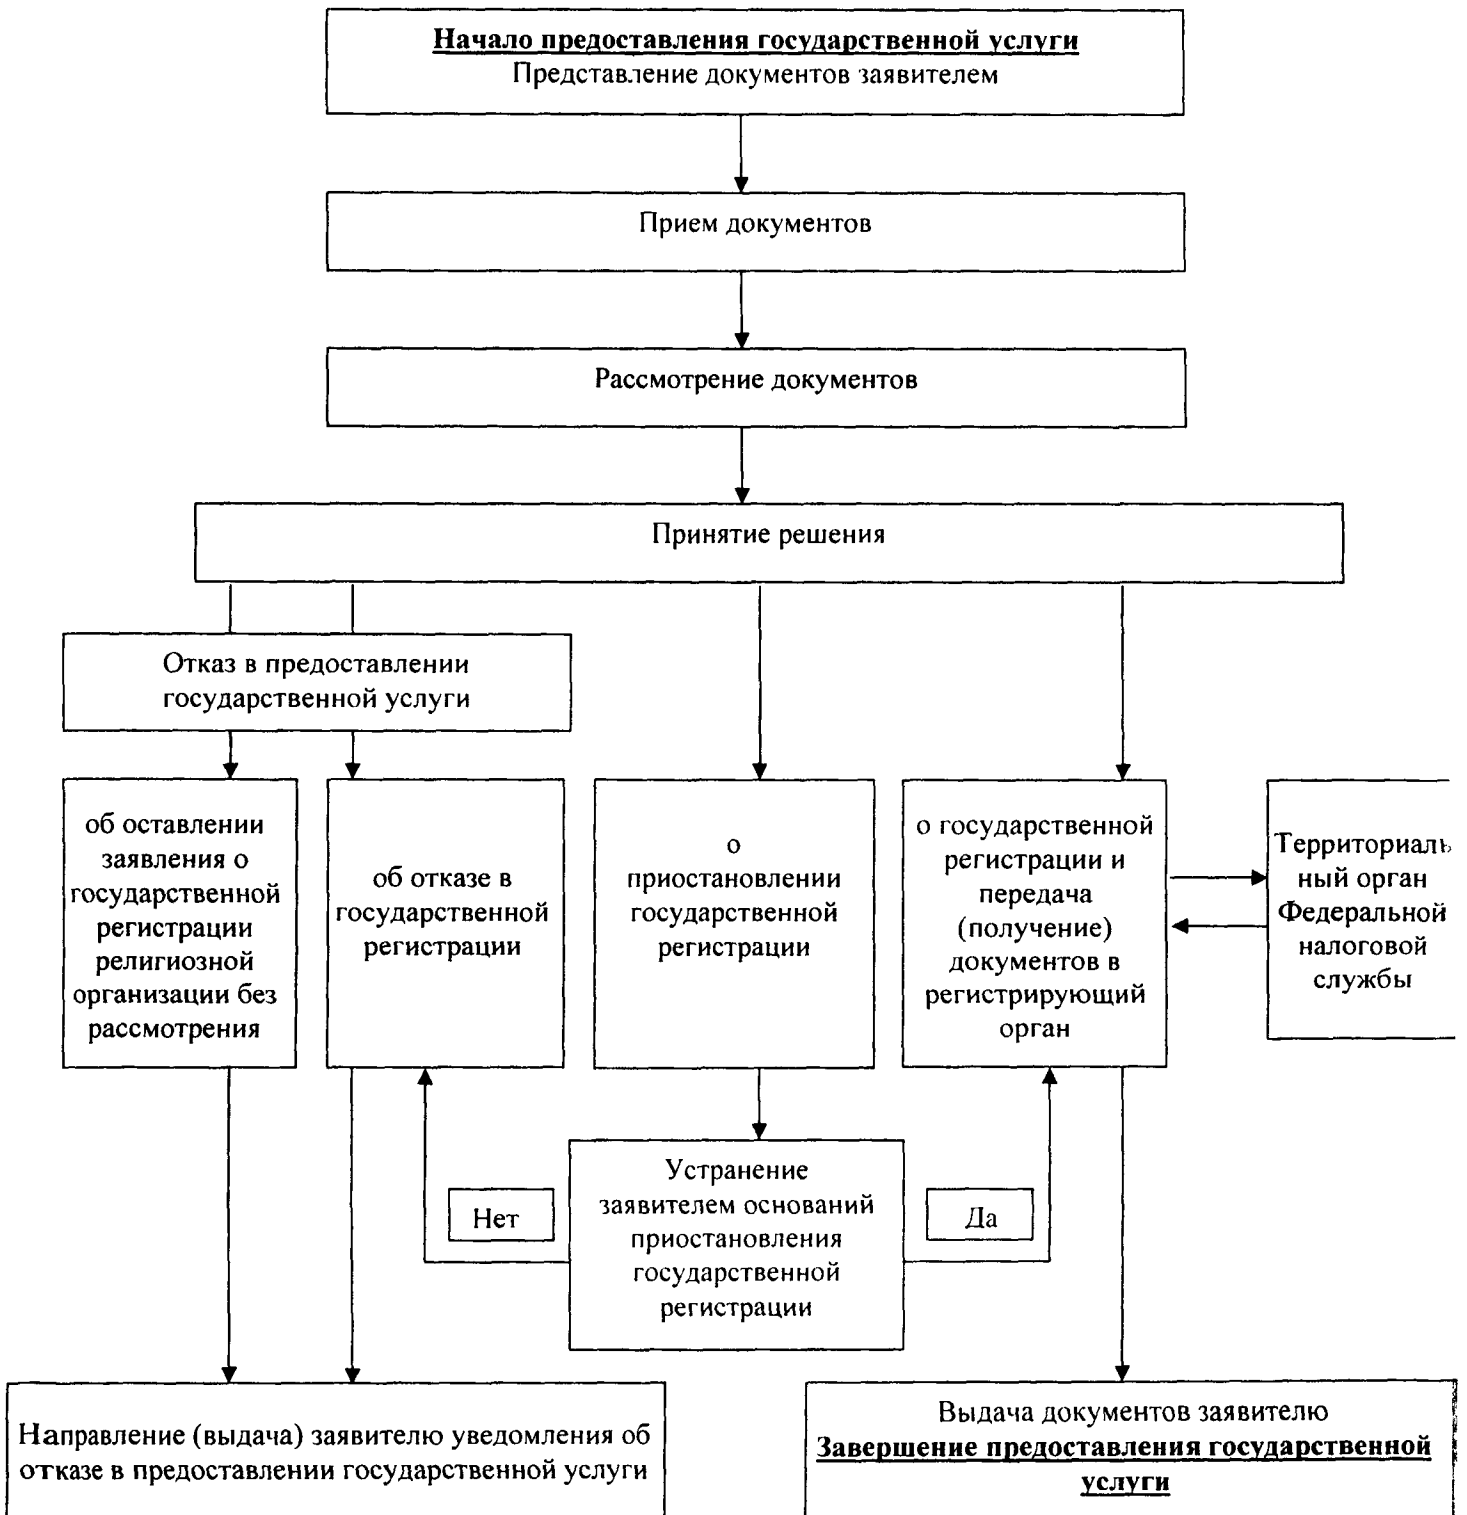 Начало предоставления государственной услуги
Представление документов заявителем
Прием документов
Рассмотрение документов
Принятие решения
Отказ в предоставлении
государственной услуги
об оставлении
заявления о
государственной
регистрации
религиозной
организации без
рассмотрения
об отказе в
государственной
регистрации
о
приостановлении
государственной
регистрации
о государственной
регистрации и
передача
(получение)
документов в
регистрирующий
орган
Территориаль
ный орган
Федеральной
налоговой
службы
Нет
Устранение
заявителем оснований
приостановления
государственной
регистрации
Да
Направление (выдача) заявителю уведомления об
отказе в предоставлении государственной услуги
Выдача документов заявителю
Завершение предоставления государственной
услуги